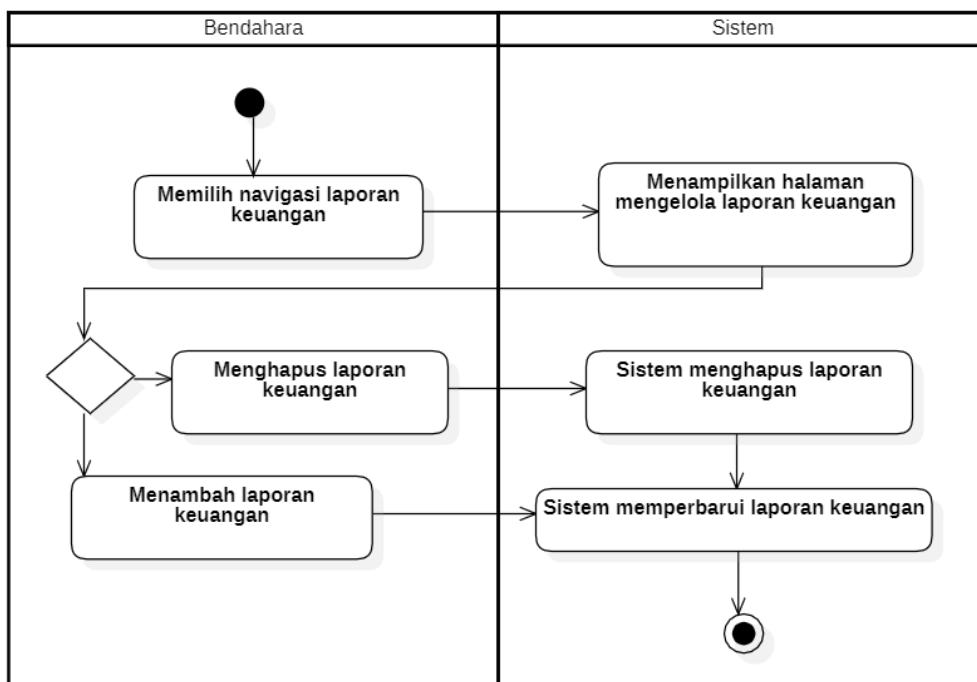 Bendahara
Sistem
Memilih navigasi laporan
keuangan
Menampilkan halaman
mengelola laporan keuangan
Menghapus laporan
keuangan
Sistem menghapus laporan
keuangan
Menambah laporan
keuangan
Sistem memperbarui laporan keuangan